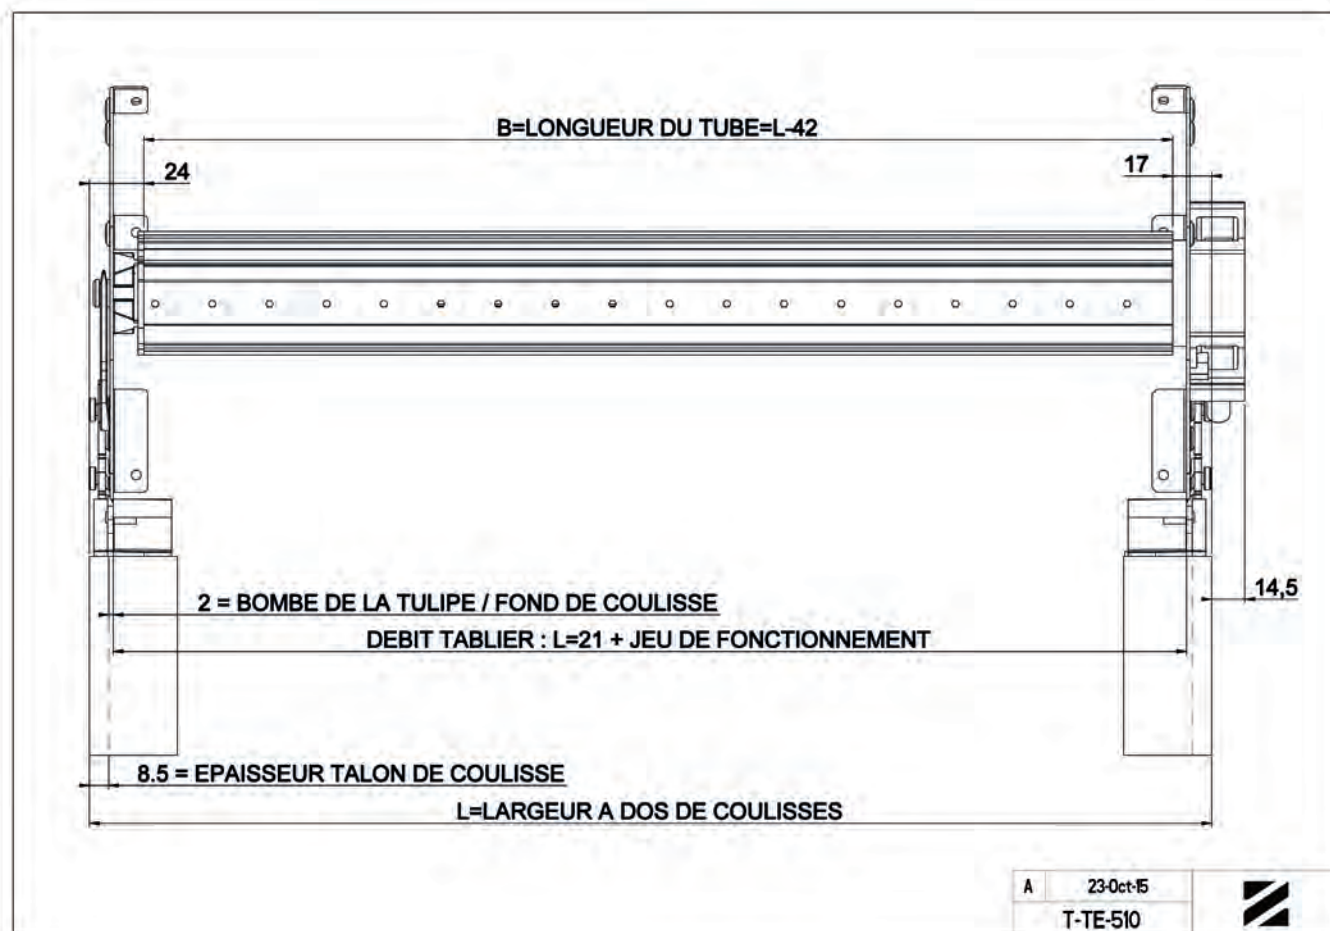 B=LONGUEUR DU TUBE=L-42
24
17
2 = BOMBE DE LA TULIPE / FOND DE COULISSE
14,5
DEBIT TABLIER : L=21 + JEU DE FONCTIONNEMENT
8.5 = EPAISSEUR TALON DE COULISSE
L=LARGEUR A DOS DE COULISSES
A 23-Oct-15
T-TE-510